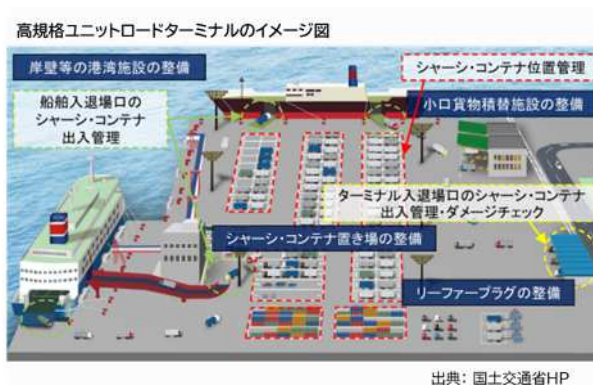 高規格ユニットロードターミナルのイメージ図
岸壁等の港湾施設の整備
シャーシ・コンテナ位置管理
船舶入退場口の
シャーシ・コンテナ
出入管理
小口貨物積替施設の整備
ターミナル入退場口のシャーシ・コンテナ
出入管理・ダメージチェック
シャーシ・コンテナ置き場の整備
リーファープラグの整備
出典：国土交通省HP